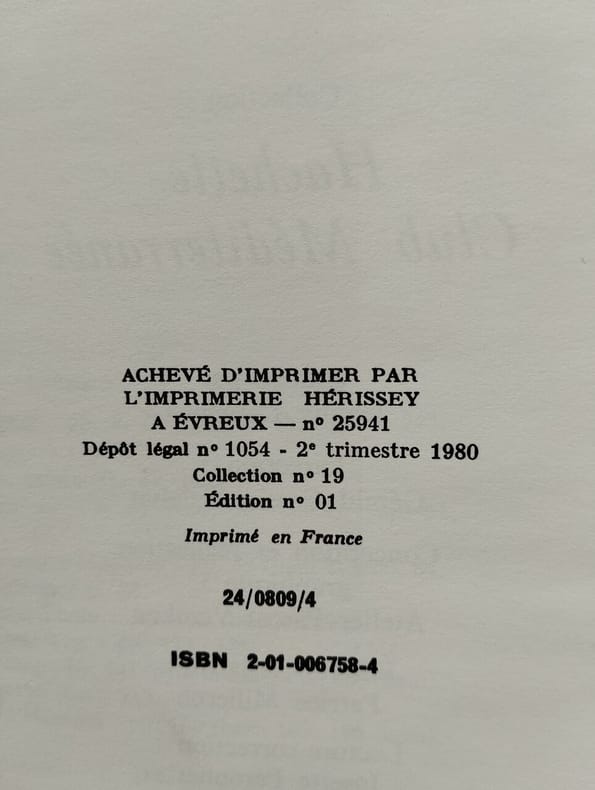 ACHEVÉ D'IMPRIMER PAR
L'IMPRIMERIE HÉRISSEY
A ÉVREUX — nº 25941
Dépôt légal nº 1054 - 2e trimestre 1980
Collection nº 19
Édition nº 01
Imprimé en France
24/0809/4
ISBN 2-01-006758-4